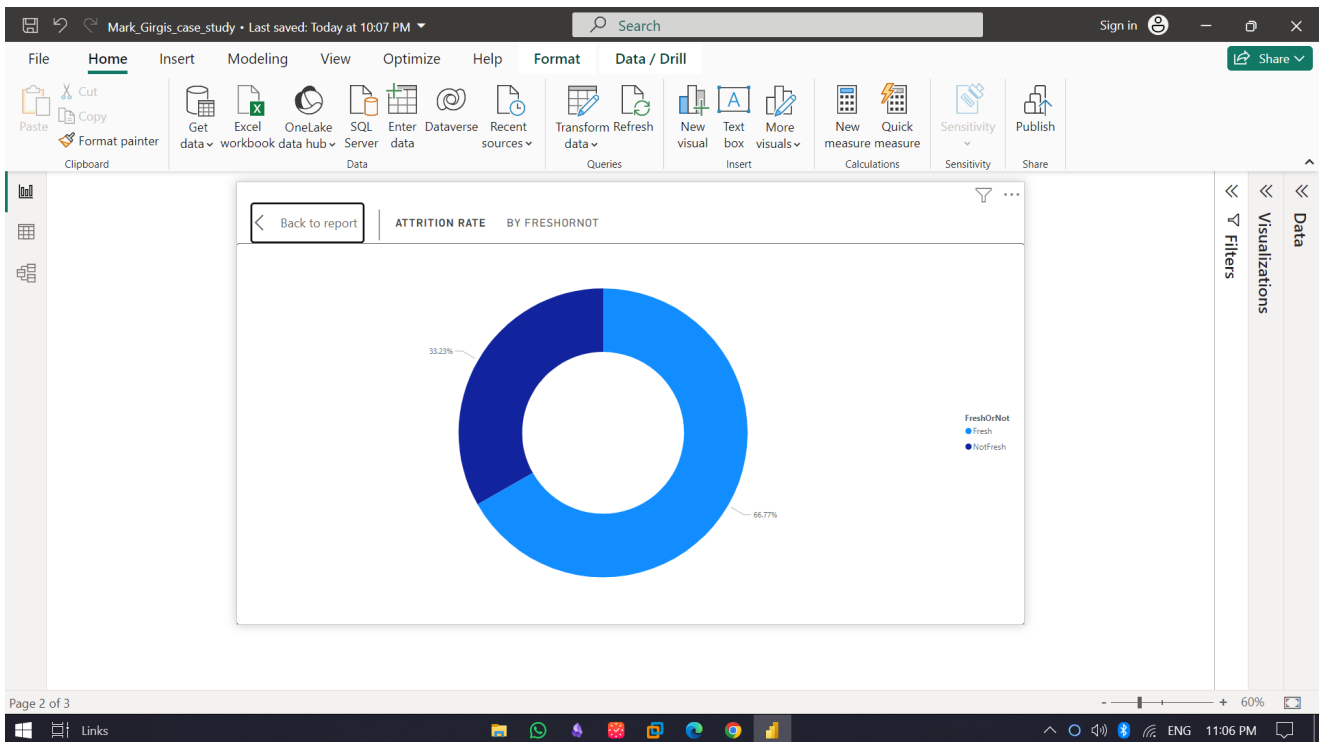 Mark_Girgis_case_study • Last saved: Today at 10:07 PM
Search
Sign in
File Home Insert Modeling View Optimize Help Format Data / Drill
Share
Paste
Cut
Copy
Format painter
Clipboard
Get data
Excel workbook
OneLake data hub
SQL Server
Enter data
Dataverse
Recent sources
Data
Transform data
Refresh
Queries
New visual
Text box
More visuals
Insert
New measure
Quick measure
Calculations
Sensitivity
Sensitivity
Publish
Share
Back to report
ATTRITION RATE BY FRESHORNOT
33.23%
66.77%
FreshOrNot
Fresh
NotFresh
Filters
Visualizations
Data
Page 2 of 3
- + 60%
Links
ENG 11:06 PM